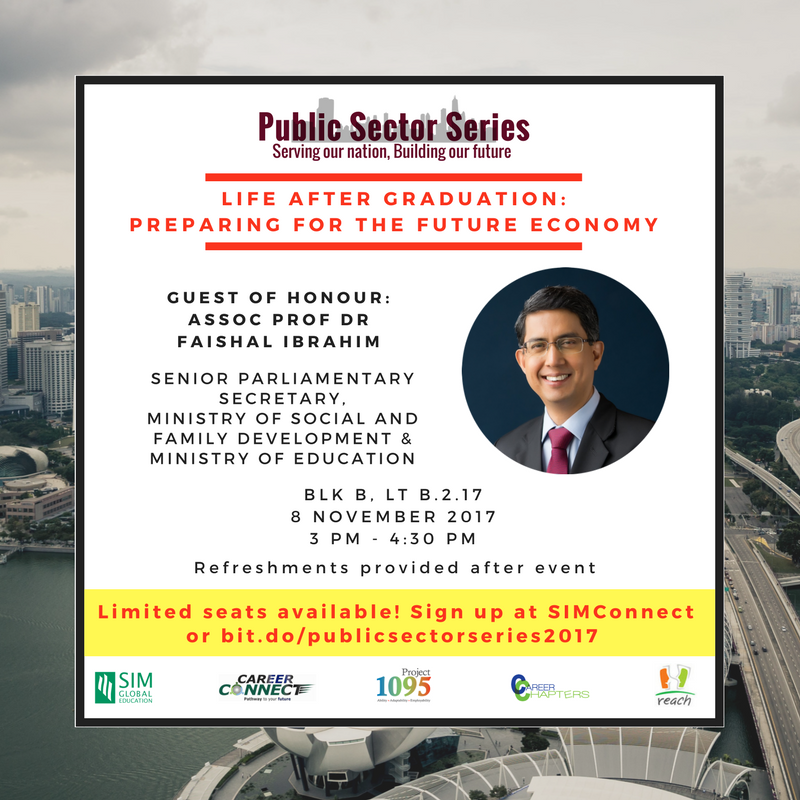 Public Sector Series
Serving our nation, Building our future
LIFE AFTER GRADUATION:
PREPARING FOR THE FUTURE ECONOMY
GUEST OF HONOUR:
ASSOC PROF DR
FAISHAL IBRAHIM
SENIOR PARLIAMENTARY
SECRETARY,
MINISTRY OF SOCIAL AND
FAMILY DEVELOPMENT &
MINISTRY OF EDUCATION
BLK B, LT B.2.17
8 NOVEMBER 2017
3 PM - 4:30 PM
Refreshments provided after event
Limited seats available! Sign up at SIMConnect
or bit.do/publicsectorseries2017
SIM
GLOBAL
EDUCATION
CAREER
CONNECT
Pathway to your future
Project
1095
Ability • Adaptability • Employability
CAREER
CHAPTERS
reach